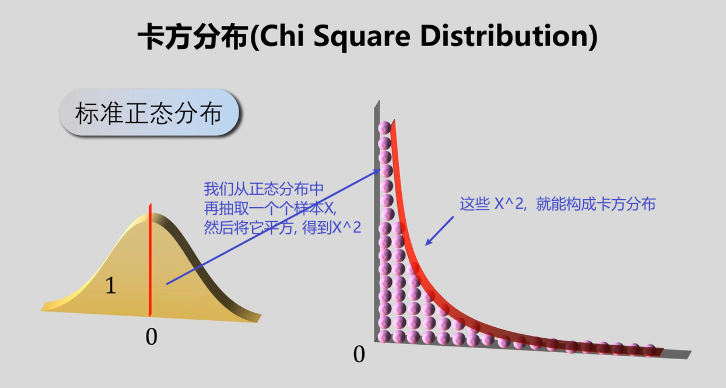 卡方分布(Chi Square Distribution)
标准正态分布
我们从正态分布中
再抽取一个个样本X,
然后将它平方, 得到X^2
这些 X^2, 就能构成卡方分布
1
0
0